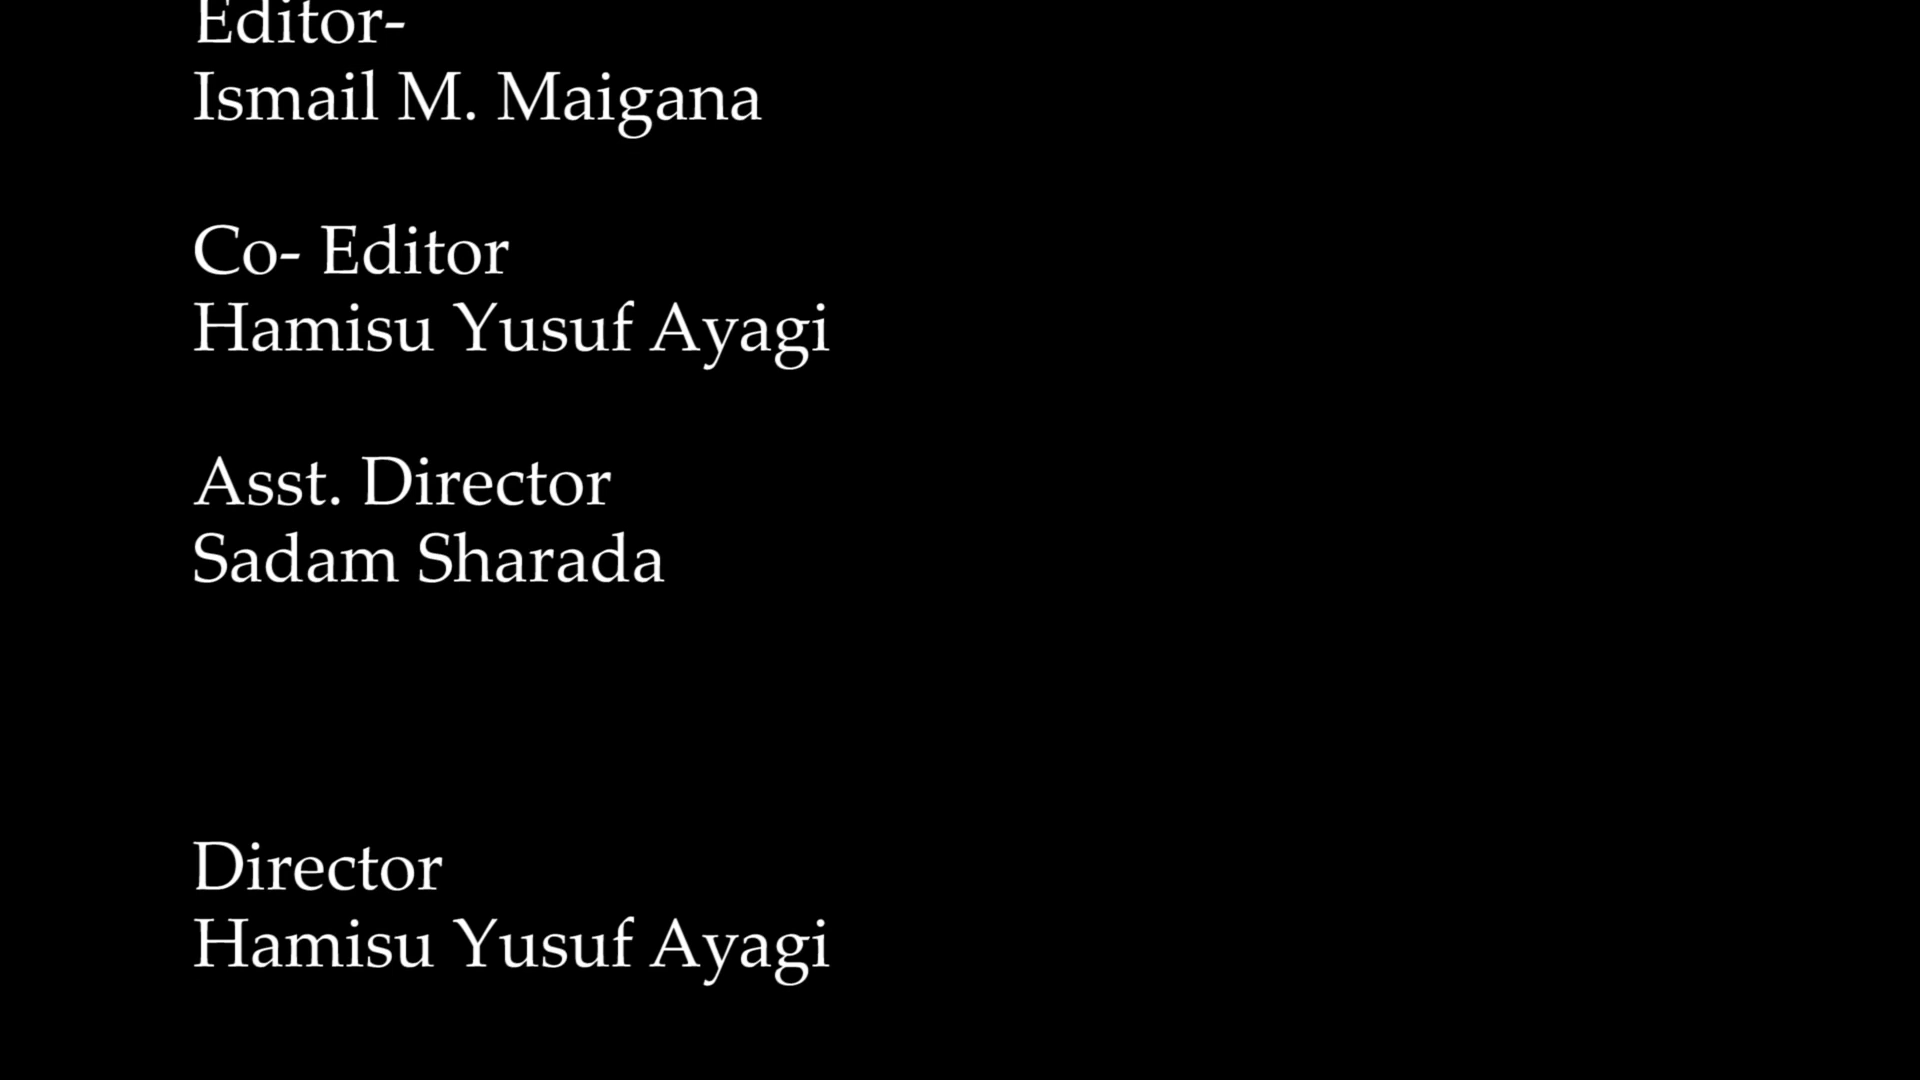 Editor-
Ismail M. Maigana
Co- Editor
Hamisu Yusuf Ayagi
Asst. Director
Sadam Sharada
Director
Hamisu Yusuf Ayagi